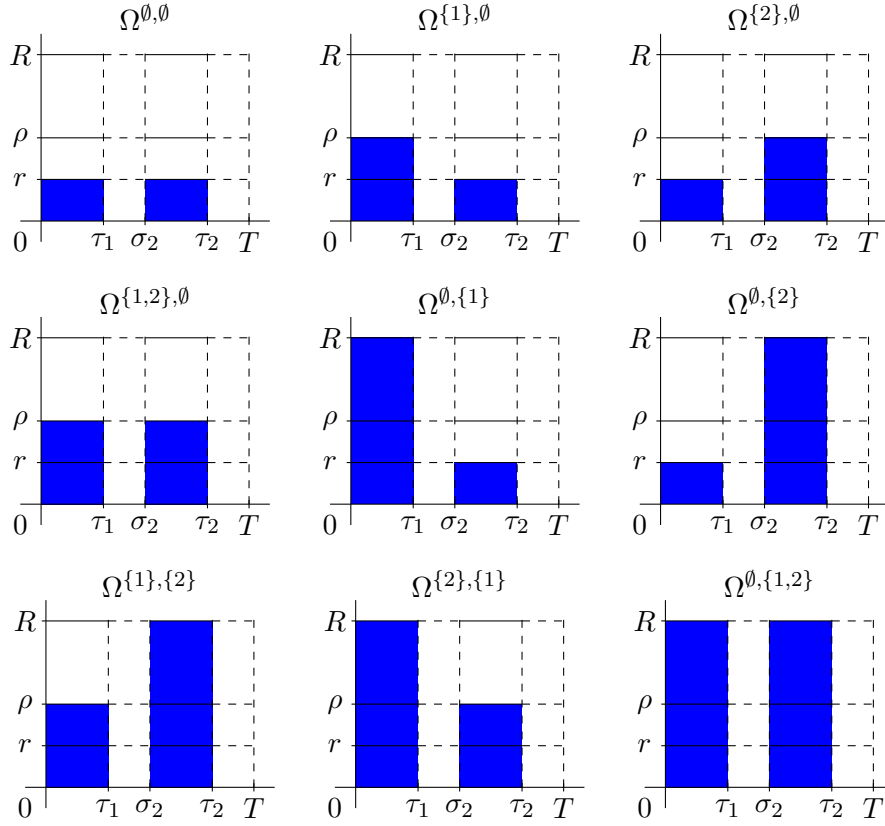 Ω^{∅,∅} Ω^{{1},∅} Ω^{{2},∅}
R R R
ρ ρ ρ
r r r
0 τ₁ σ₂ τ₂ T 0 τ₁ σ₂ τ₂ T 0 τ₁ σ₂ τ₂ T
Ω^{{1,2},∅} Ω^{∅,{1}} Ω^{∅,{2}}
R R R
ρ ρ ρ
r r r
0 τ₁ σ₂ τ₂ T 0 τ₁ σ₂ τ₂ T 0 τ₁ σ₂ τ₂ T
Ω^{{1},{2}} Ω^{{2},{1}} Ω^{∅,{1,2}}
R R R
ρ ρ ρ
r r r
0 τ₁ σ₂ τ₂ T 0 τ₁ σ₂ τ₂ T 0 τ₁ σ₂ τ₂ T